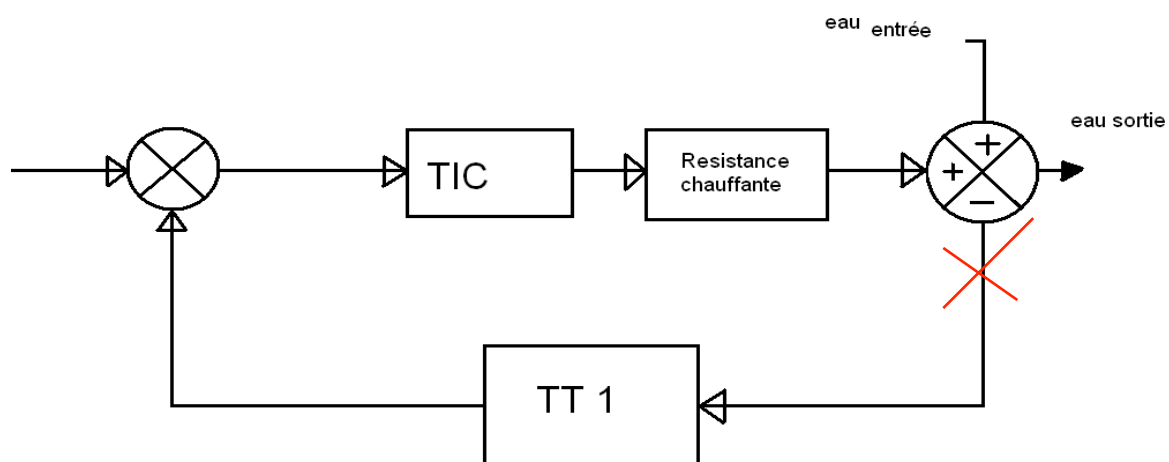 eau entrée
eau sortie
TIC
Resistance
chauffante
+
+
−
TT 1